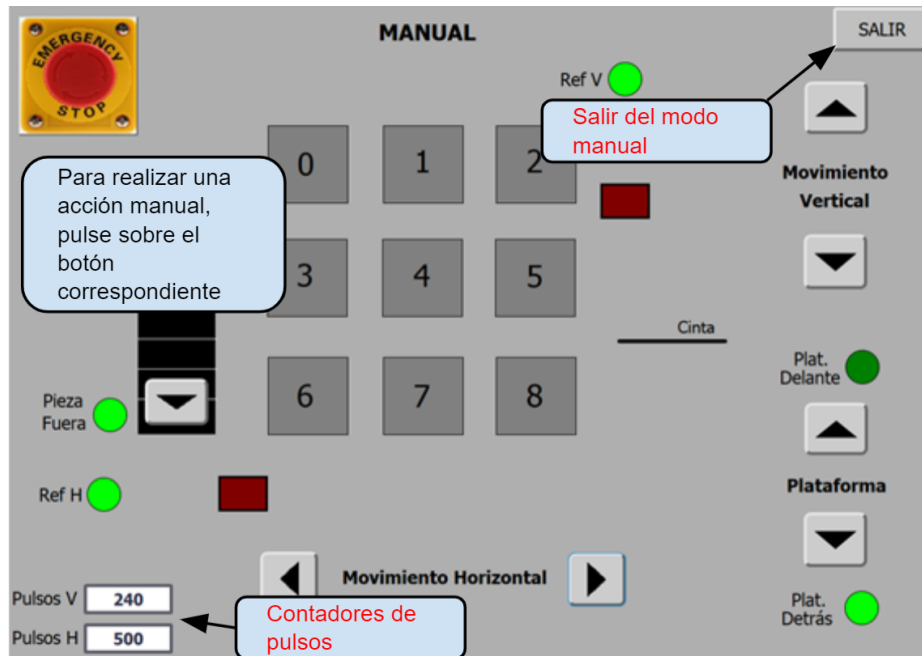 MANUAL
SALIR
EMERGENCY
STOP
Ref V
Salir del modo
manual
0
1
2
Para realizar una
acción manual,
pulse sobre el
botón
correspondiente
Movimiento
Vertical
3
4
5
Cinta
Plat.
Delante
Pieza
Fuera
6
7
8
Ref H
Plataforma
Movimiento Horizontal
Pulsos V
240
Contadores de
pulsos
Pulsos H
500
Plat.
Detrás